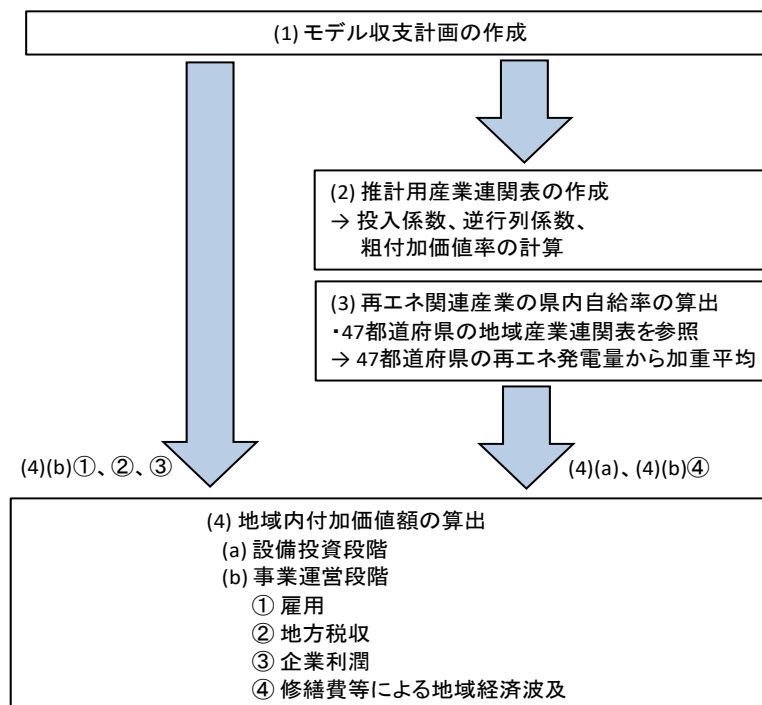 (1) モデル収支計画の作成
(2) 推計用産業連関表の作成
→ 投入係数、逆行列係数、
粗付加価値率の計算
(3) 再エネ関連産業の県内自給率の算出
・47都道府県の地域産業連関表を参照
→ 47都道府県の再エネ発電量から加重平均
(4)(b)①、②、③
(4)(a)、(4)(b)④
(4) 地域内付加価値額の算出
(a) 設備投資段階
(b) 事業運営段階
① 雇用
② 地方税収
③ 企業利潤
④ 修繕費等による地域経済波及